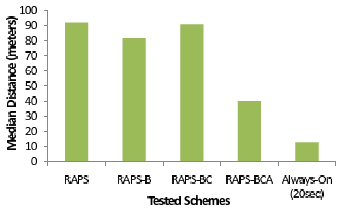 Median Distance (meters)
100
90
80
70
60
50
40
30
20
10
0
RAPS
RAPS-B
RAPS-BC
RAPS-BCA
Always-On
(20sec)
Tested Schemes